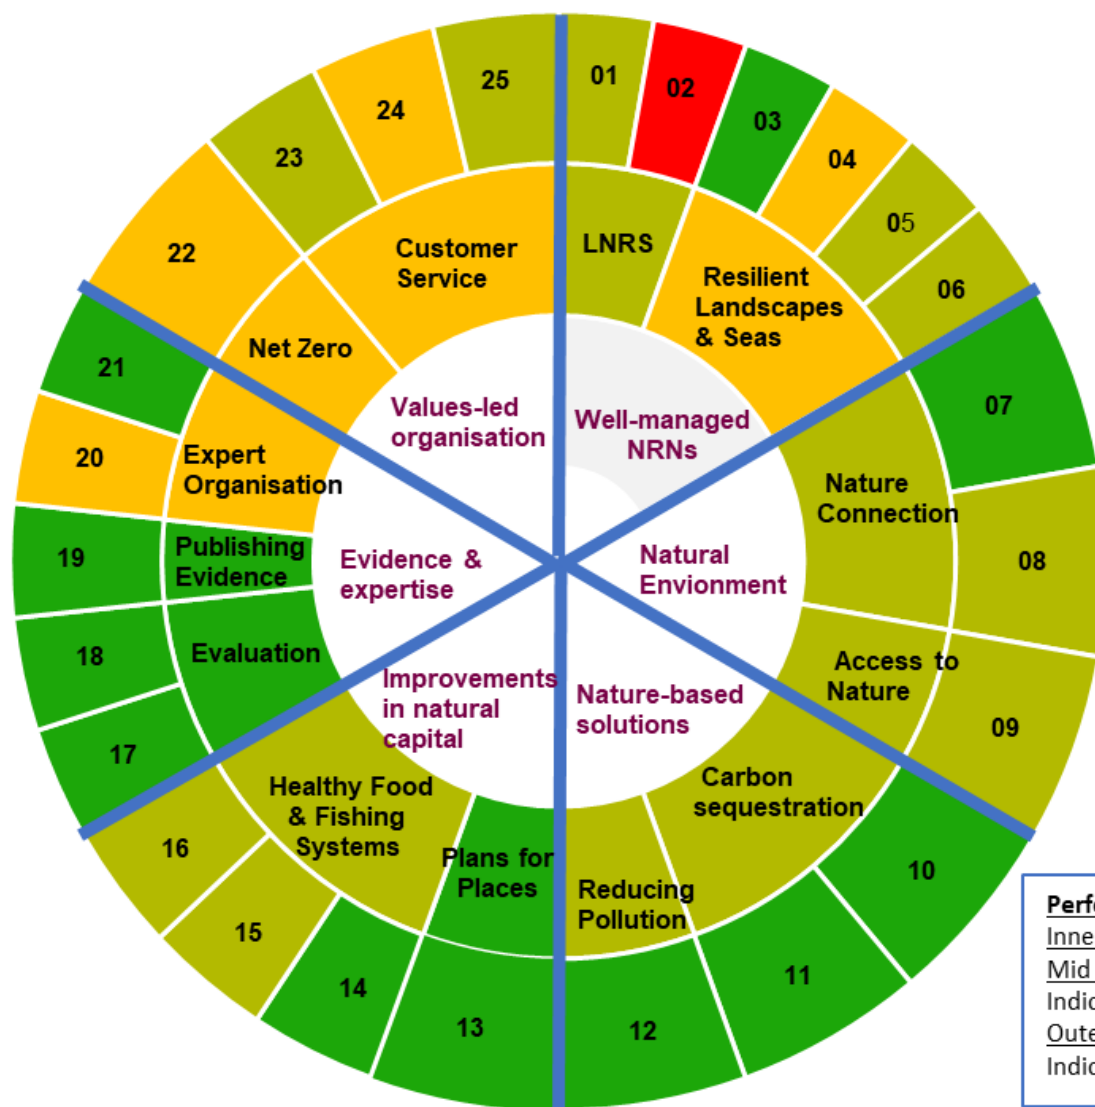 25
01
02
03
04
05
06
07
08
09
10
11
12
13
14
15
16
17
18
19
20
21
22
23
24
LNRS
Resilient
Landscapes
& Seas
Nature
Connection
Access to
Nature
Carbon
sequestration
Reducing
Pollution
Plans for
Places
Healthy Food
& Fishing
Systems
Evaluation
Publishing
Evidence
Expert
Organisation
Net Zero
Customer
Service
Values-led
organisation
Well-managed
NRNs
Natural
Envionment
Nature-based
solutions
Improvements
in natural
capital
Evidence &
expertise
Perfo
Inne
Mid
Indic
Oute
Indic